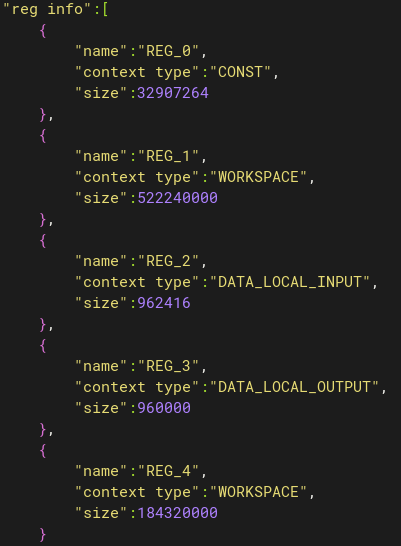 "reg info":[
{
"name":"REG_0",
"context type":"CONST",
"size":32907264
},
{
"name":"REG_1",
"context type":"WORKSPACE",
"size":522240000
},
{
"name":"REG_2",
"context type":"DATA_LOCAL_INPUT",
"size":962416
},
{
"name":"REG_3",
"context type":"DATA_LOCAL_OUTPUT",
"size":960000
},
{
"name":"REG_4",
"context type":"WORKSPACE",
"size":184320000
}